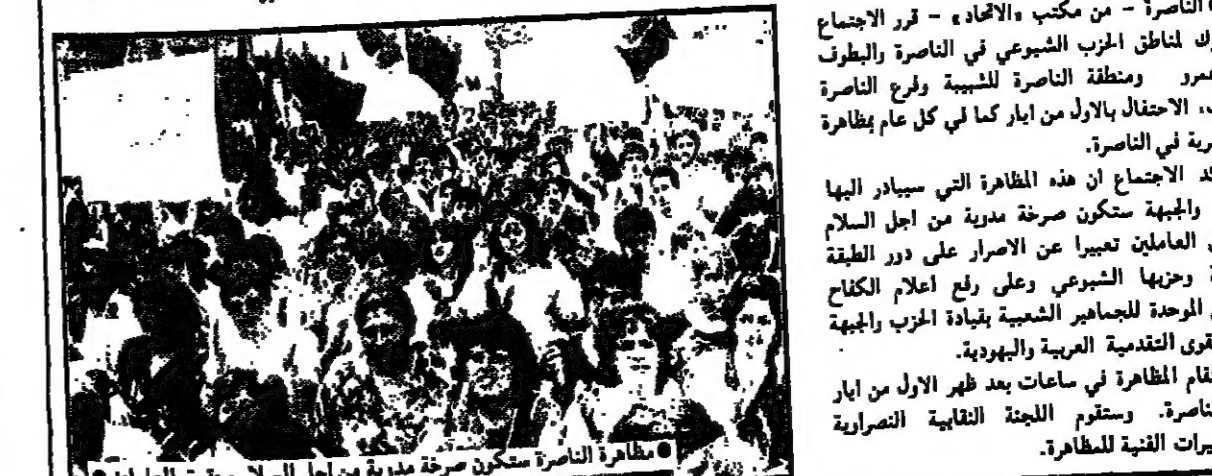 الناصرة – من مكتب «الاتحاد» – قرر الاجتماع
لمناطق الحزب الشيوعي في الناصرة والبطوف
ومنطقة الناصرة للشبيبة وفرع الناصرة
الاحتفال بالاول من ايار كما في كل عام بمظاهرة
في الناصرة.
الاجتماع ان هذه المظاهرة التي سيبادر اليها
والجبهة ستكون صرخة مدوية من اجل السلام
العاملين تعبيرا عن الاصرار على دور الطبقة
وحزبها الشيوعي وعلى رفع أعلام الكفاح
الموحدة للجماهير الشعبية بقيادة الحزب والجبهة
التقدمية العربية واليهودية.
المظاهرة في ساعات بعد ظهر الاول من ايار
وستقوم اللجنة النقابية النصراوية
الفنية للمظاهرة.
● مظاهرة الناصرة ستكون صرخة مدوية من اجل السلام